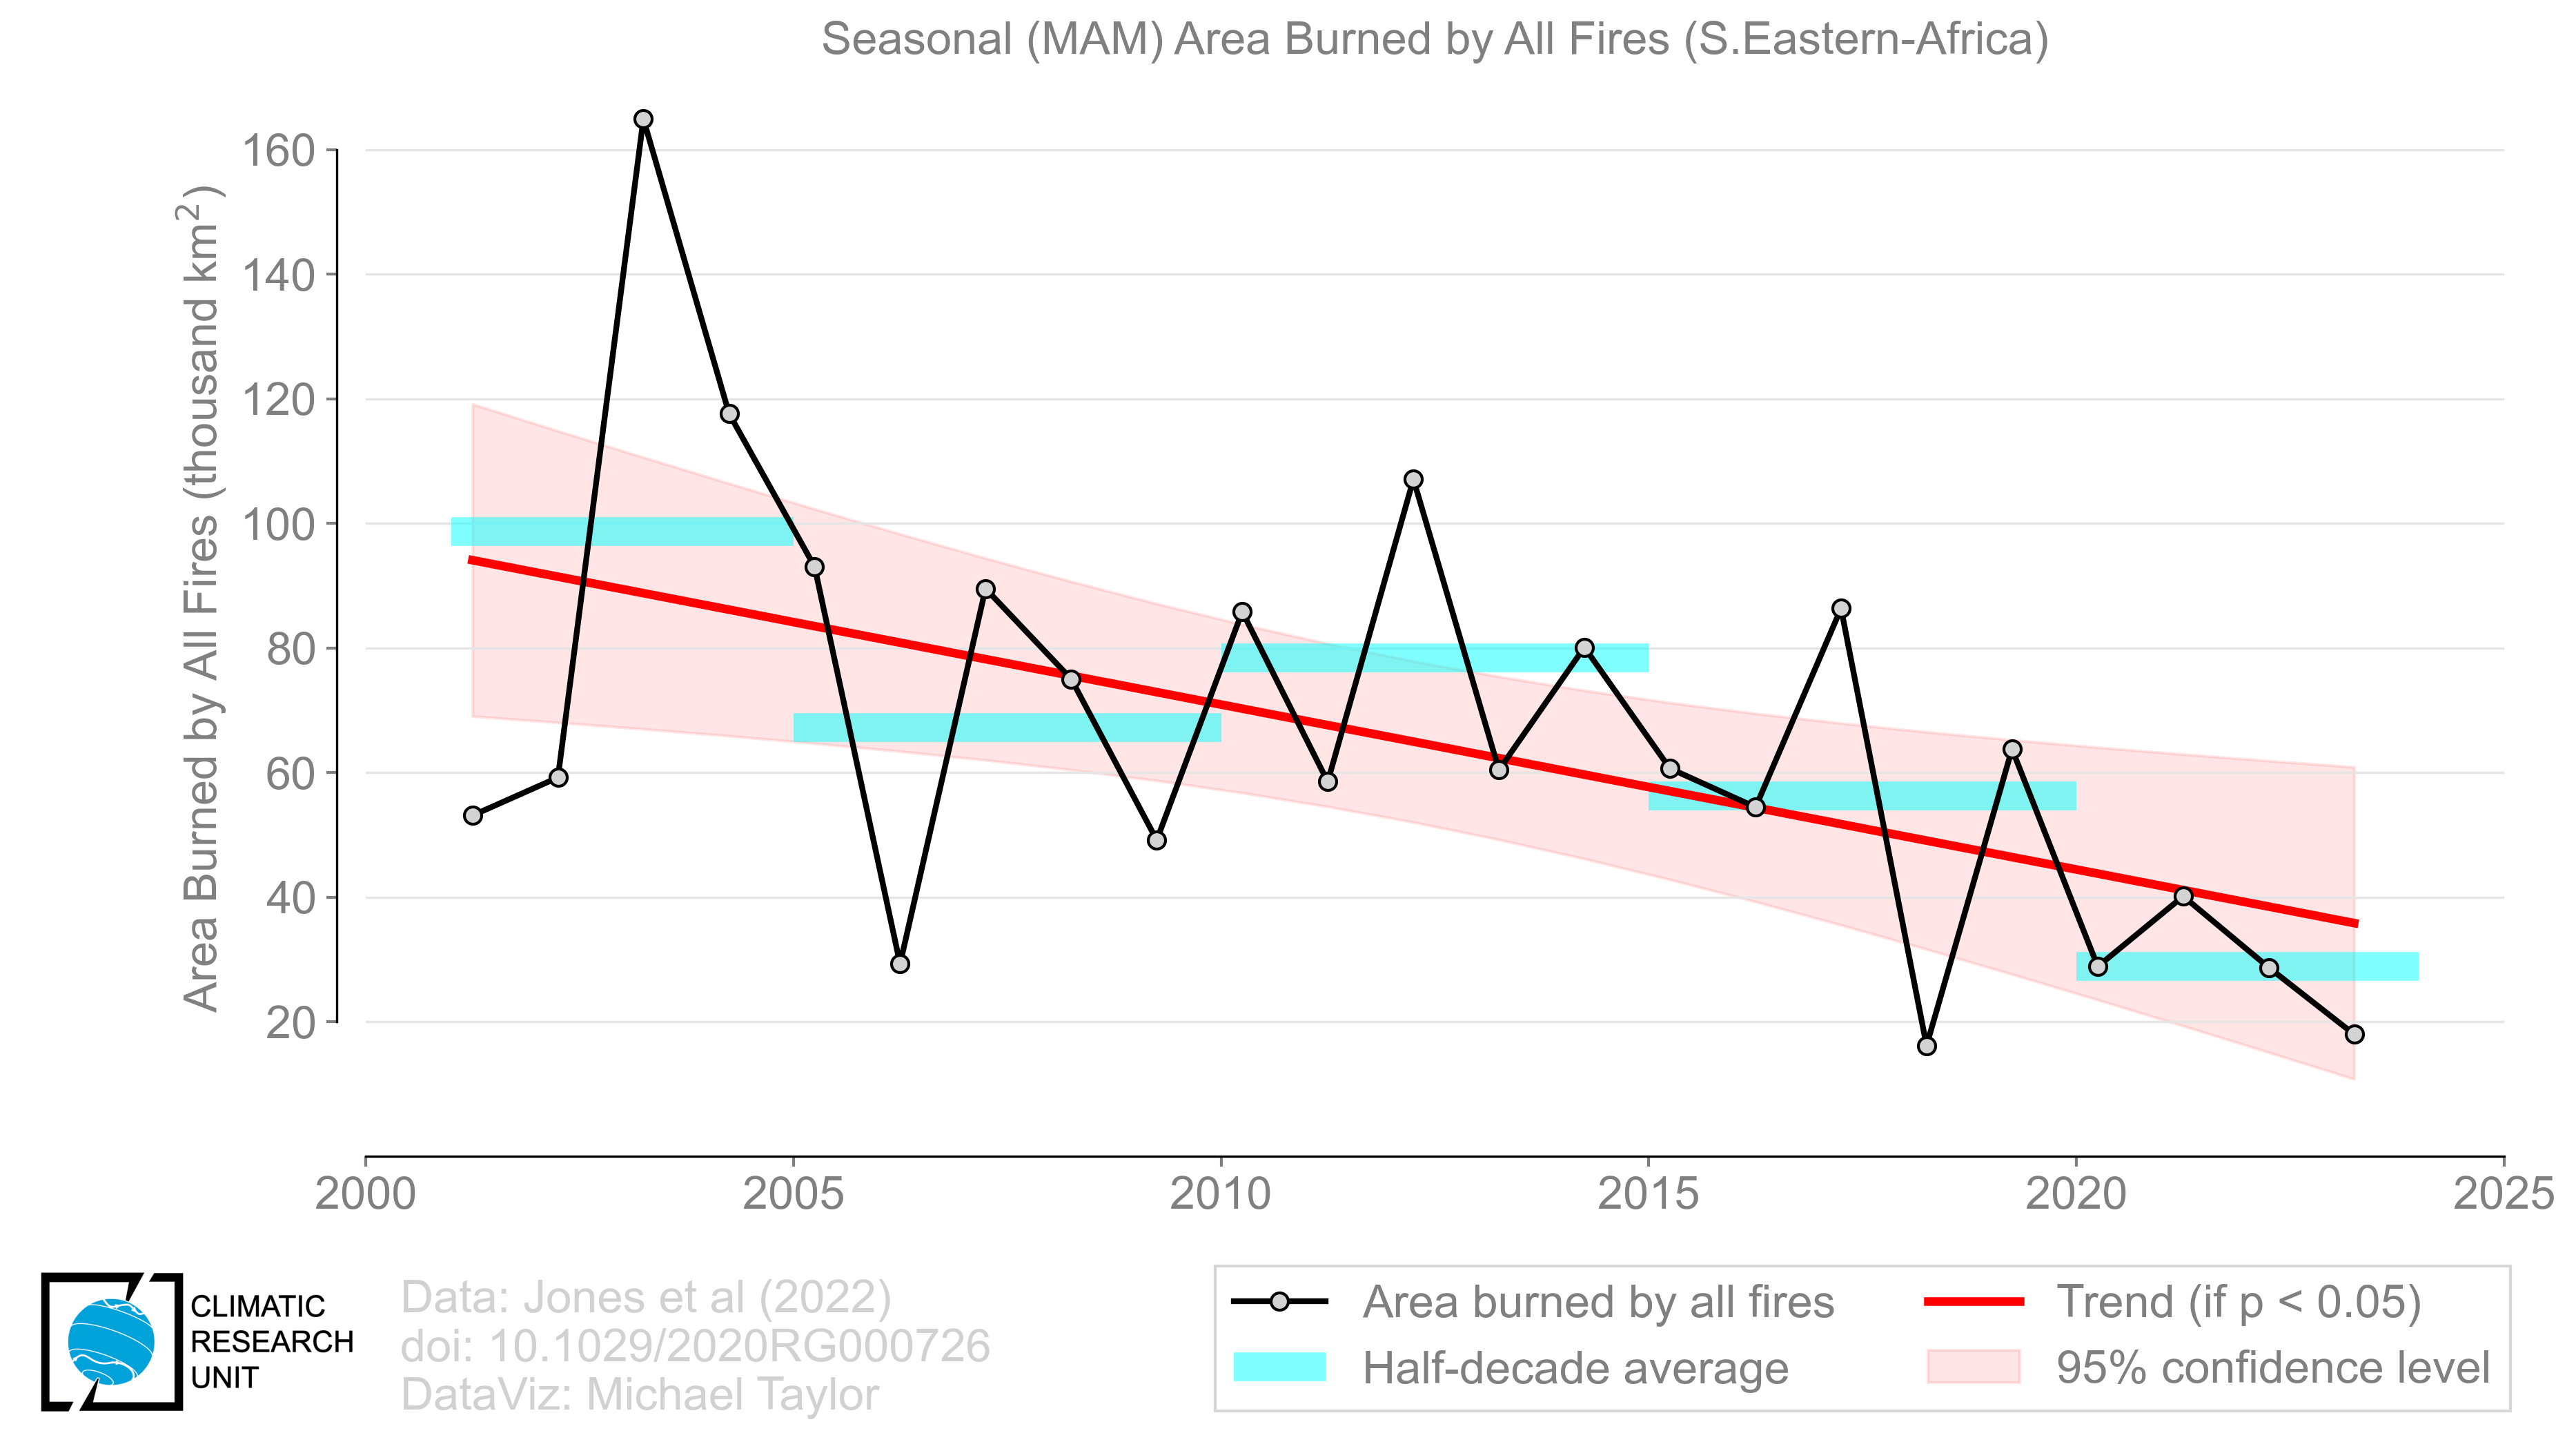 Seasonal (MAM) Area Burned by All Fires (S.Eastern-Africa)
Area Burned by All Fires (thousand km²)
160
140
120
100
80
60
40
20
2000 2005 2010 2015 2020 2025
CLIMATIC
RESEARCH
UNIT
Data: Jones et al (2022)
doi: 10.1029/2020RG000726
DataViz: Michael Taylor
Area burned by all fires
Half-decade average
Trend (if p < 0.05)
95% confidence level